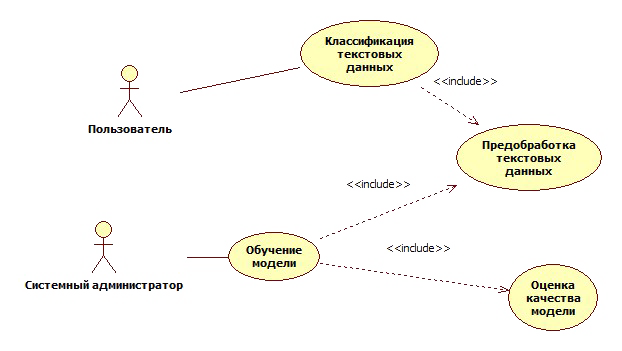 Классификация
текстовых
данных
<<include>>
Пользователь
Предобработка
текстовых
данных
<<include>>
Обучение
модели
<<include>>
Системный администратор
Оценка
качества
модели